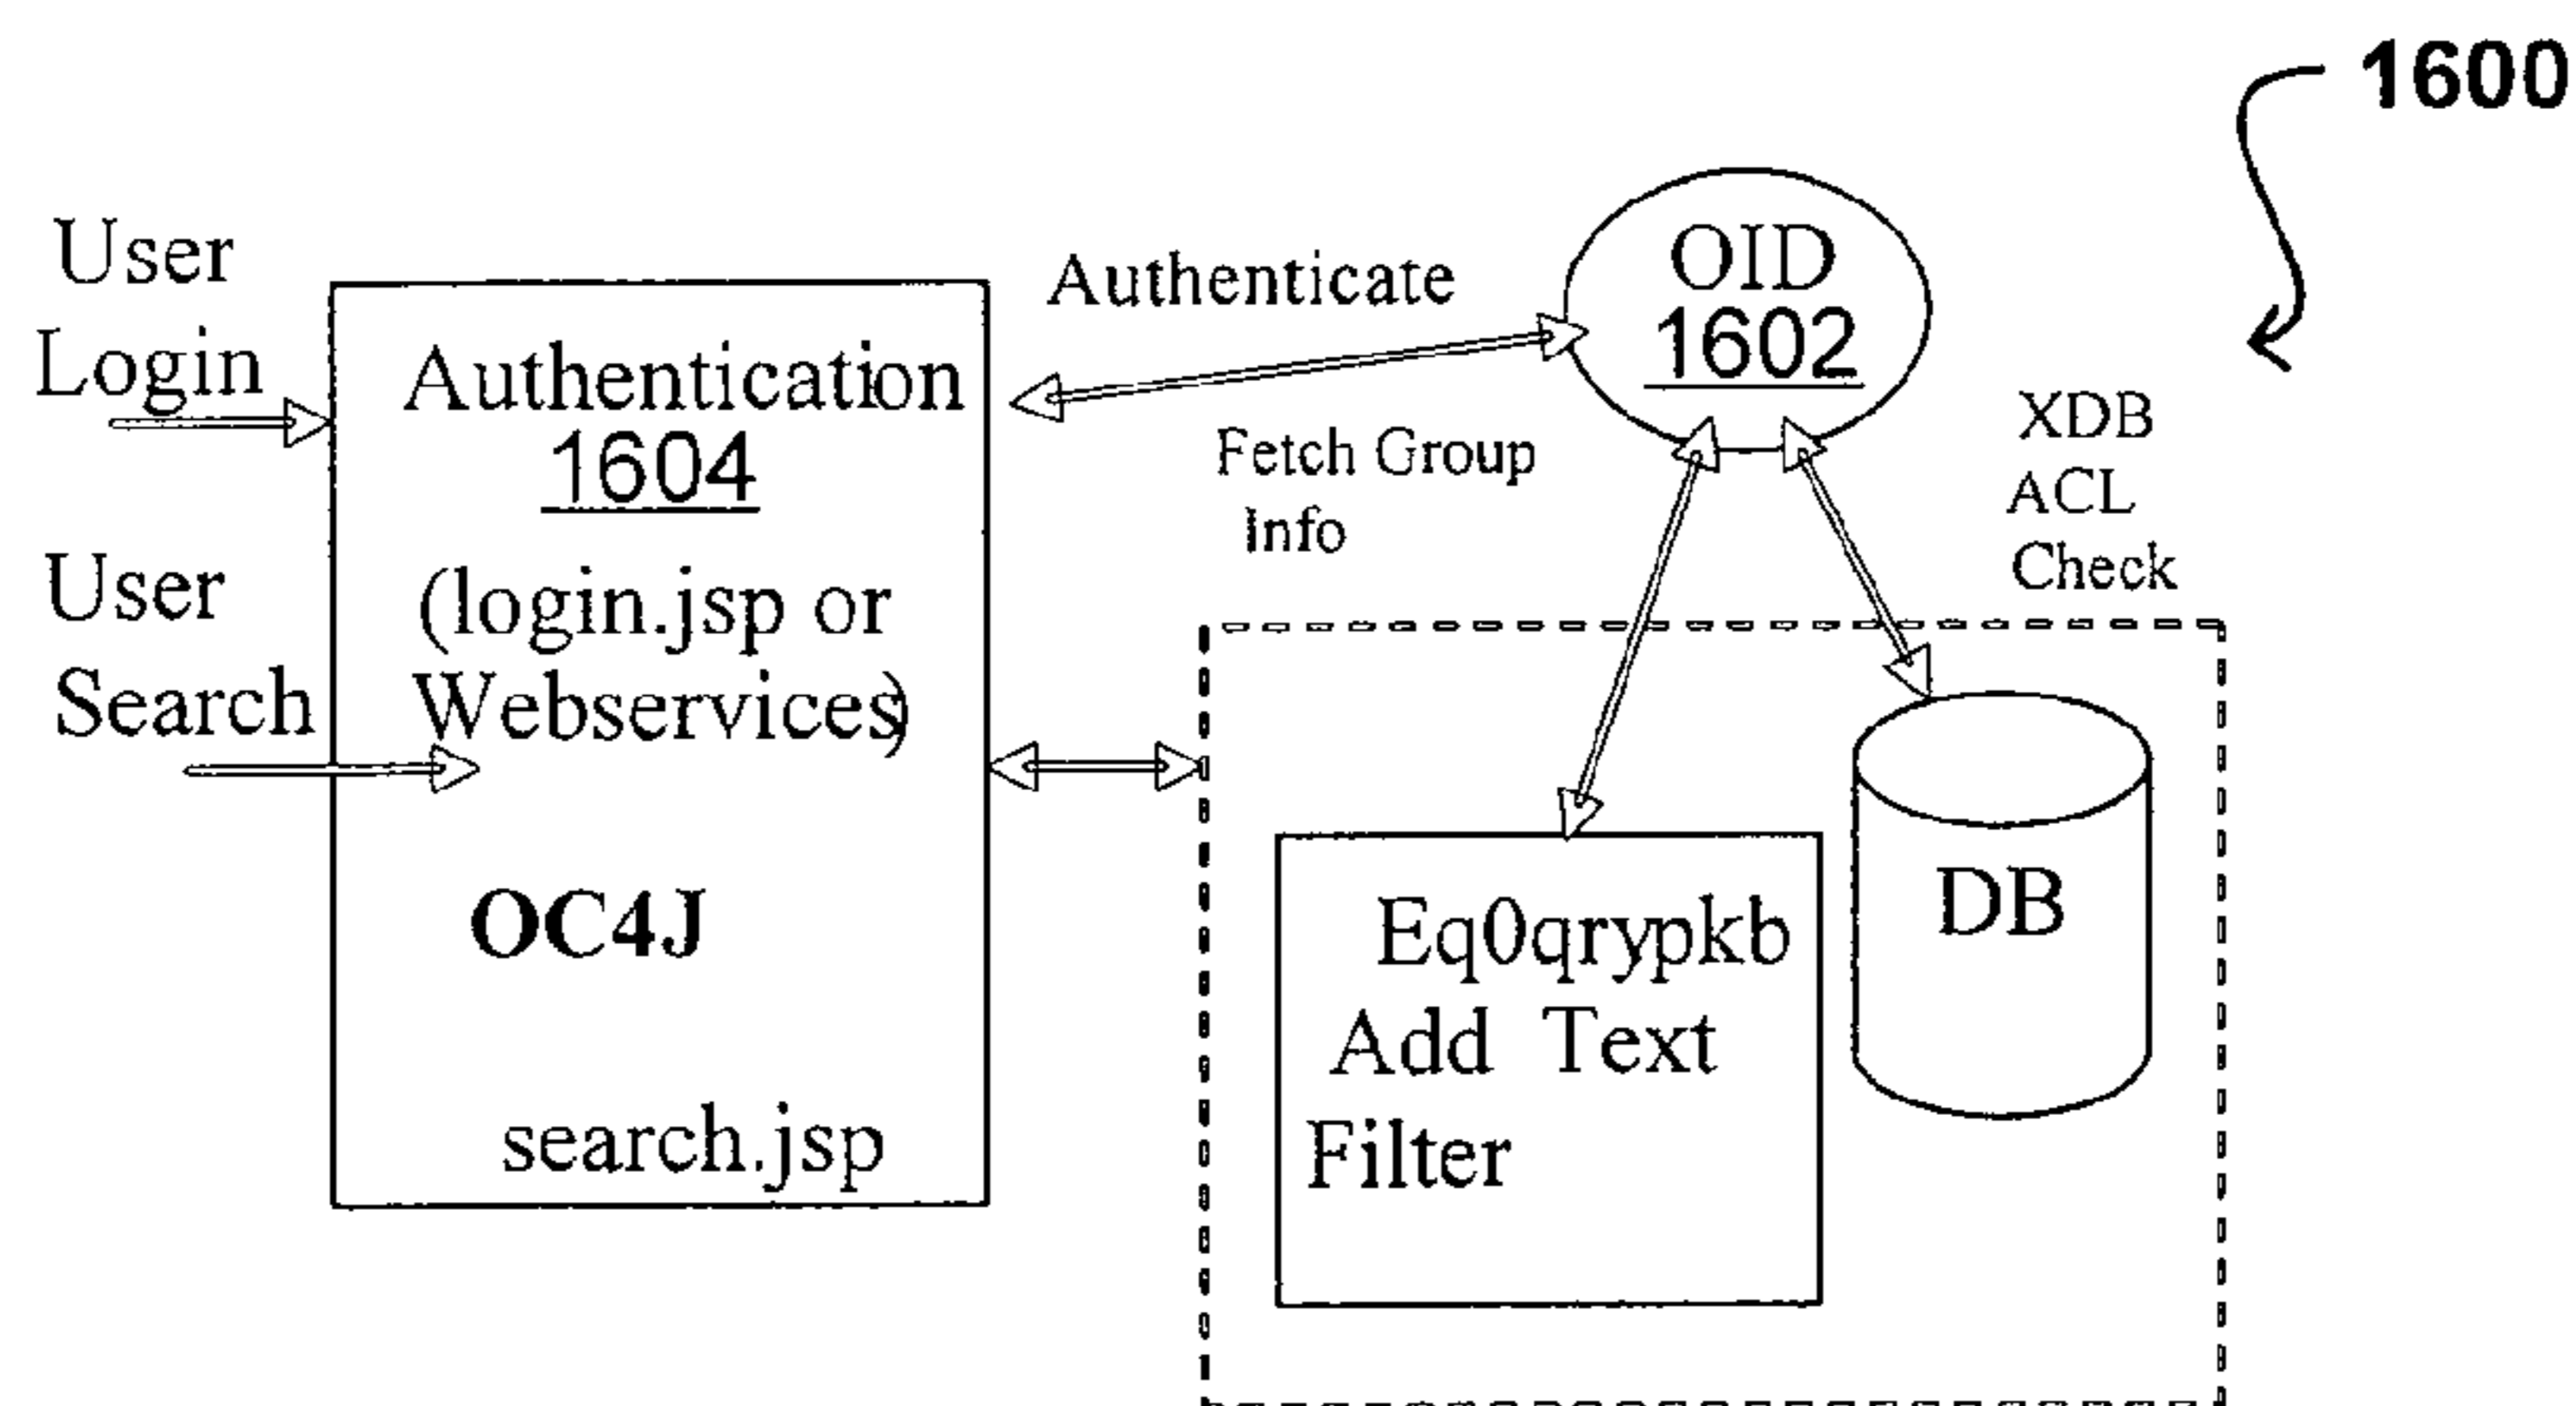 1600
User
Login
User
Search
Authentication
1604
(login.jsp or
Webservices)
OC4J
search.jsp
Authenticate
OID
1602
Fetch Group
Info
XDB
ACL
Check
Eq0qrypkb
Add Text
Filter
DB